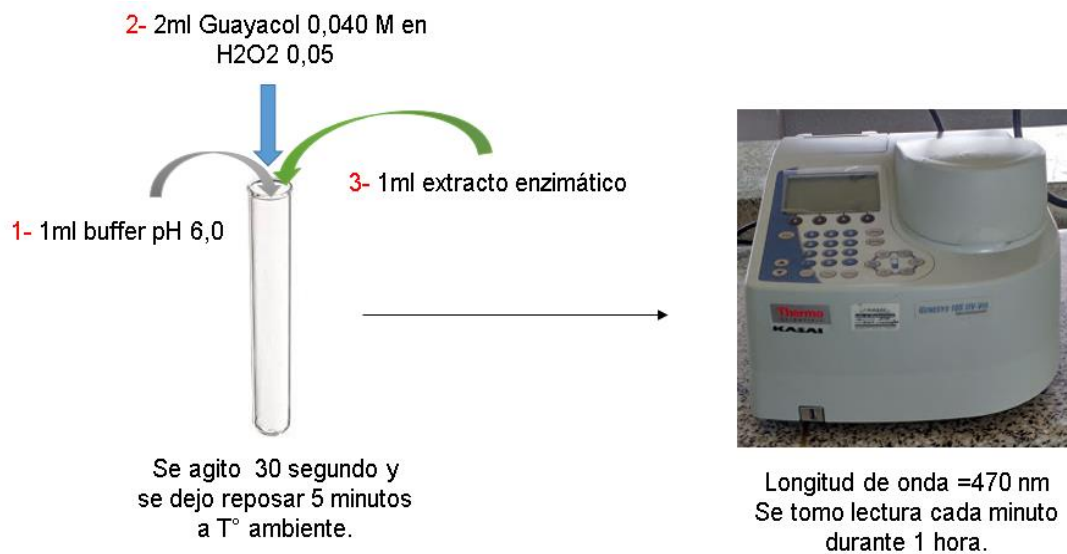 2- 2ml Guayacol 0,040 M en
H2O2 0,05
3- 1ml extracto enzimático
1- 1ml buffer pH 6,0
Thermo
KASAI
Se agito 30 segundo y
se dejo reposar 5 minutos
a T° ambiente.
Longitud de onda =470 nm
Se tomo lectura cada minuto
durante 1 hora.